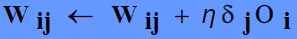 W ij ← W ij + η δ j O i